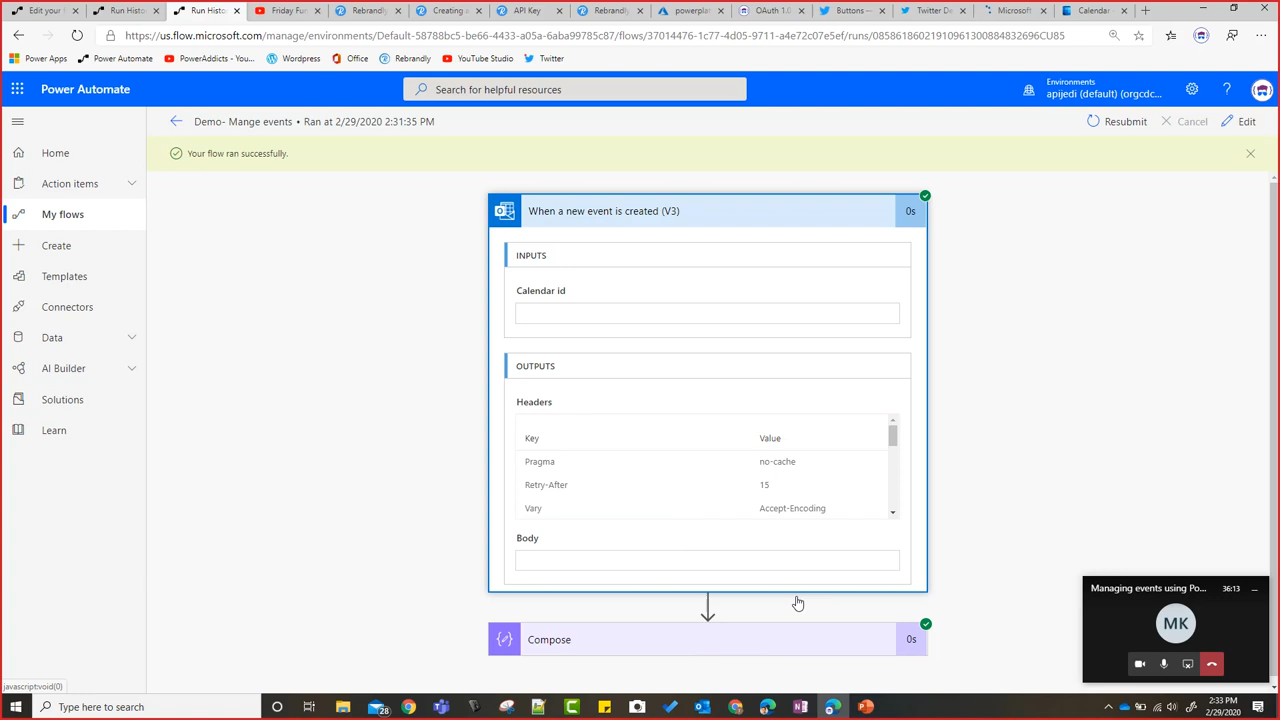 Edit your f
Run Histo
Run Histo
Friday Fun
Rebrandly
Creating a
API Key
Rebrandly
powerplat
OAuth 1.0
Buttons —
Twitter De
Microsoft
Calendar -
https://us.flow.microsoft.com/manage/environments/Default-58788bc5-be66-4433-a05a-6aba99785c87/flows/37014476-1c77-4d05-9711-a4e72c07e5ef/runs/08586186021910961300884832696CU85
Power Apps
Power Automate
PowerAddicts - You...
Wordpress
Office
Rebrandly
YouTube Studio
Twitter
Power Automate
Search for helpful resources
Environments
apijedi (default) (orgcdc...
Demo- Mange events • Ran at 2/29/2020 2:31:35 PM
Resubmit
Cancel
Edit
Your flow ran successfully.
Home
Action items
My flows
Create
Templates
Connectors
Data
AI Builder
Solutions
Learn
When a new event is created (V3)
0s
INPUTS
Calendar id
OUTPUTS
Headers
Key Value
Pragma no-cache
Retry-After 15
Vary Accept-Encoding
Body
Compose
0s
Managing events using Po...
36:13
MK
javascript:void(0)
Type here to search
28
2:33 PM
2/29/2020